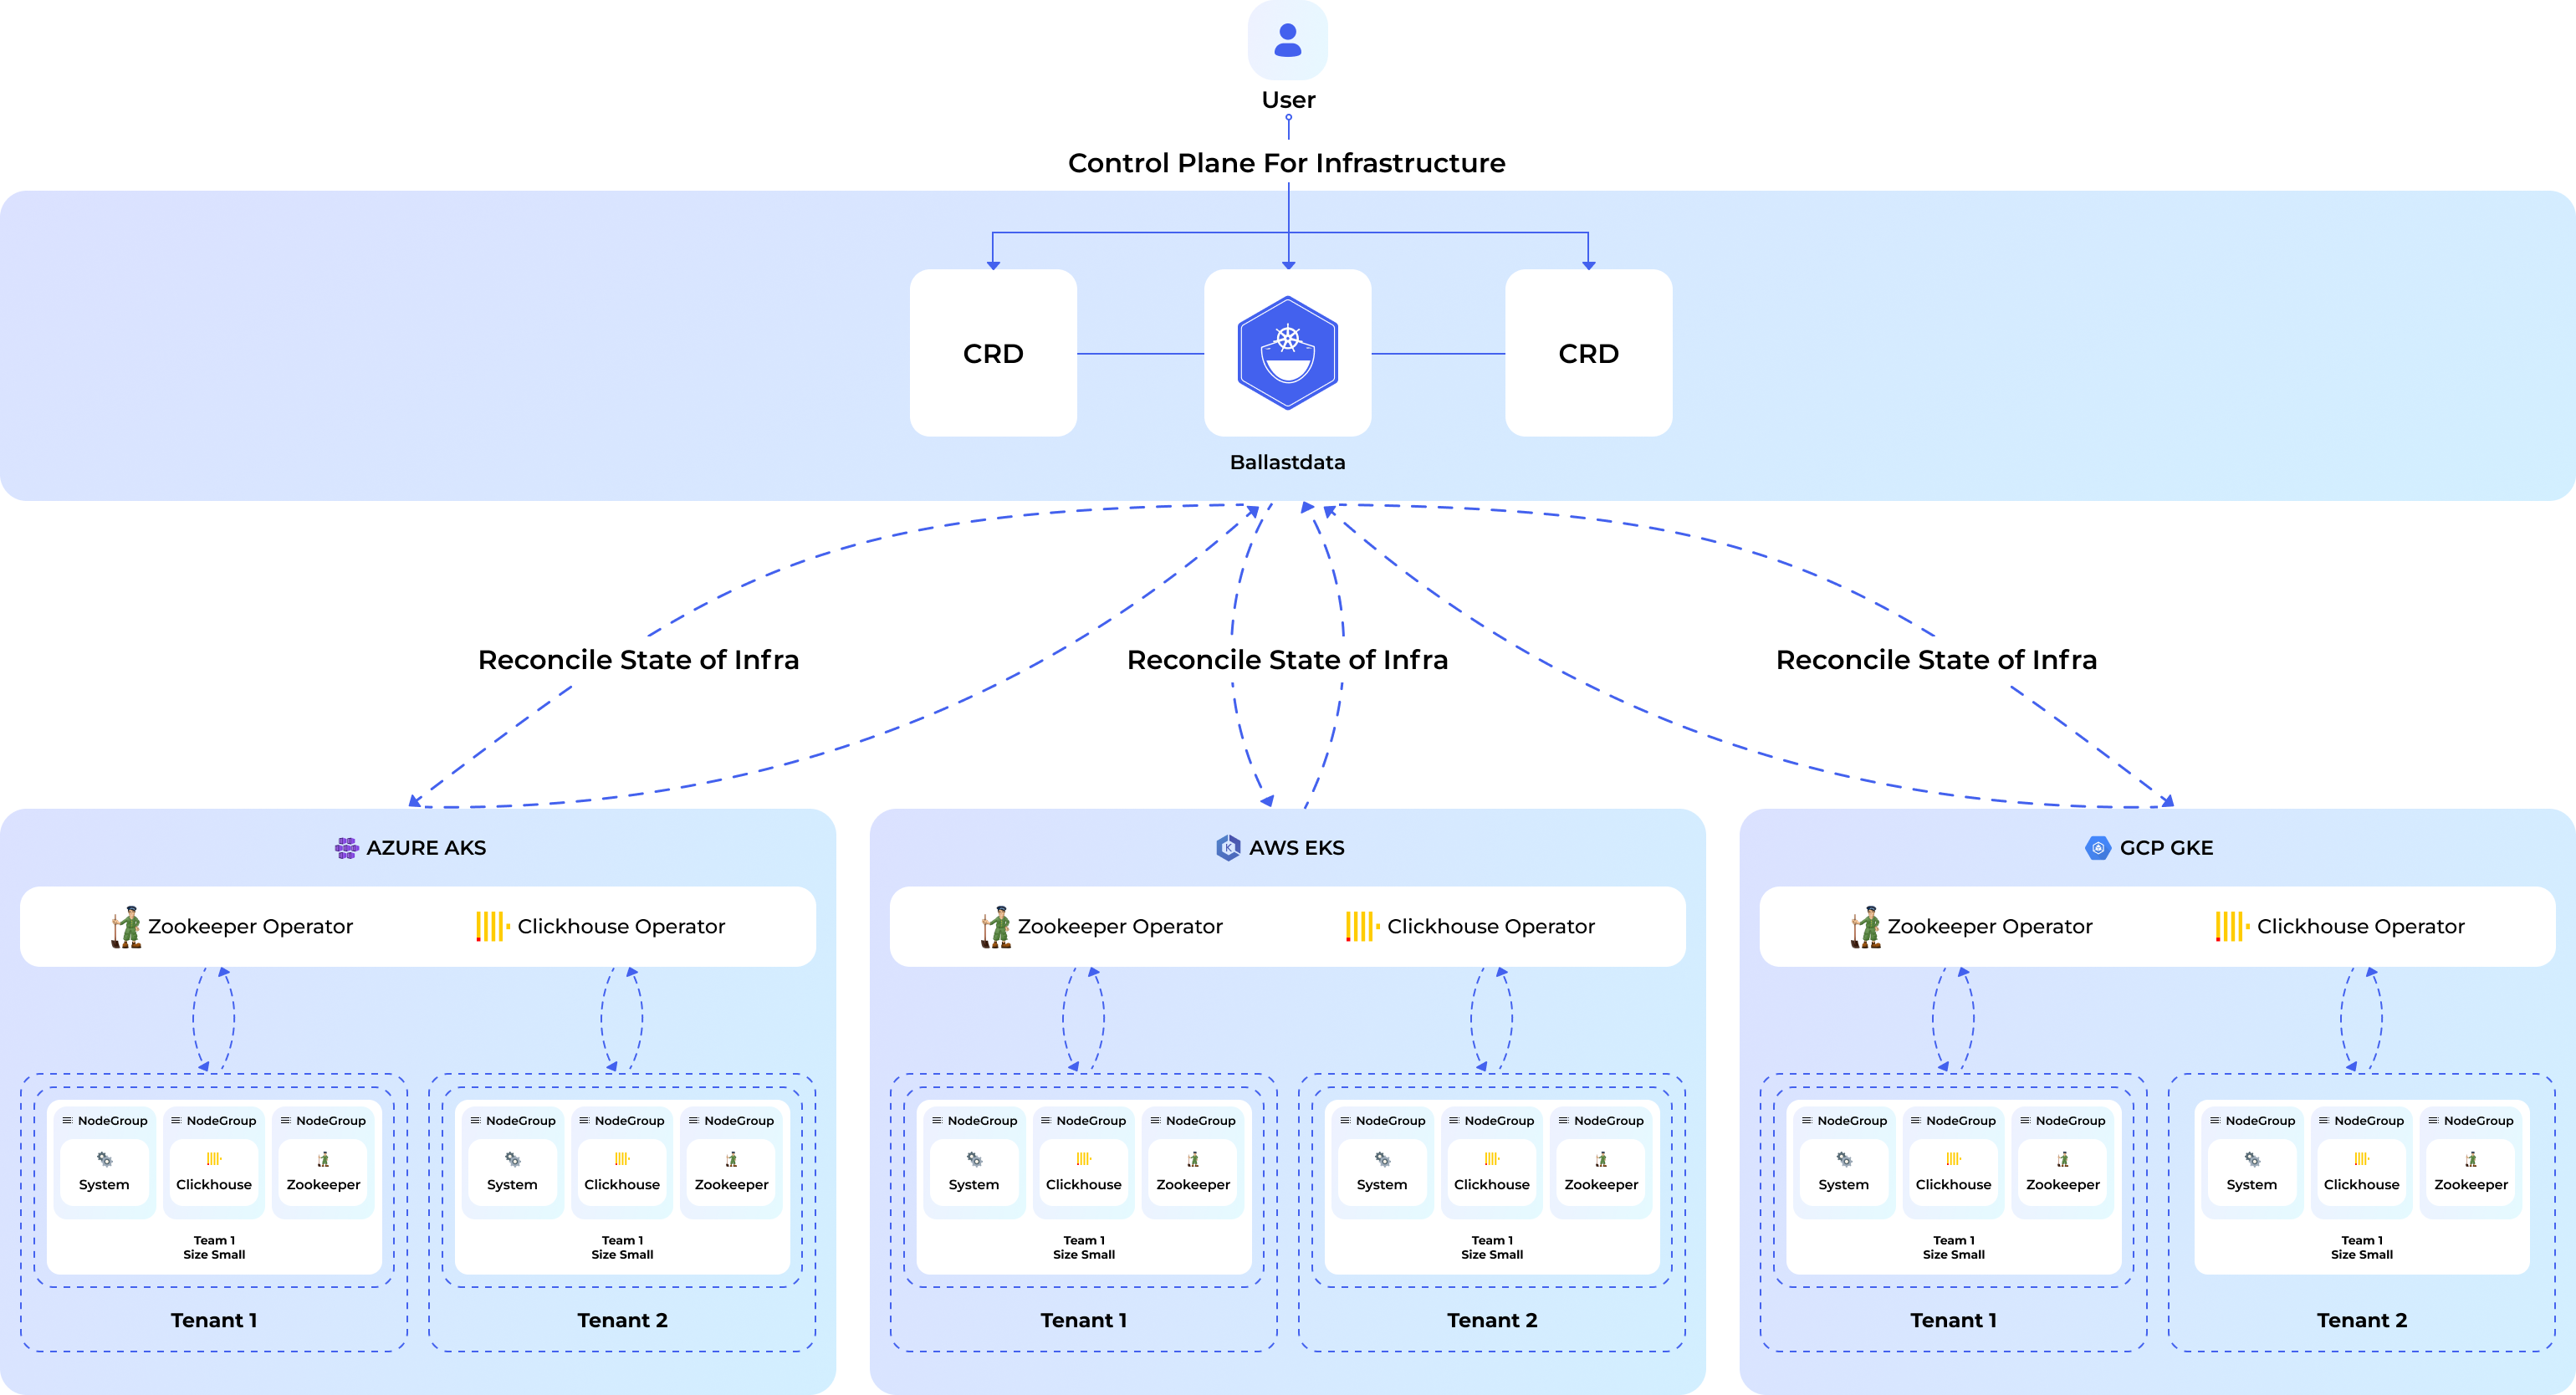 User
Control Plane For Infrastructure
CRD
CRD
Ballastdata
Reconcile State of Infra
Reconcile State of Infra
Reconcile State of Infra
AZURE AKS
Zookeeper Operator
Clickhouse Operator
NodeGroup
NodeGroup
NodeGroup
System
Clickhouse
Zookeeper
Team 1
Size Small
Tenant 1
NodeGroup
NodeGroup
NodeGroup
System
Clickhouse
Zookeeper
Team 1
Size Small
Tenant 2
AWS EKS
Zookeeper Operator
Clickhouse Operator
NodeGroup
NodeGroup
NodeGroup
System
Clickhouse
Zookeeper
Team 1
Size Small
Tenant 1
NodeGroup
NodeGroup
NodeGroup
System
Clickhouse
Zookeeper
Team 1
Size Small
Tenant 2
GCP GKE
Zookeeper Operator
Clickhouse Operator
NodeGroup
NodeGroup
NodeGroup
System
Clickhouse
Zookeeper
Team 1
Size Small
Tenant 1
NodeGroup
NodeGroup
NodeGroup
System
Clickhouse
Zookeeper
Team 1
Size Small
Tenant 2